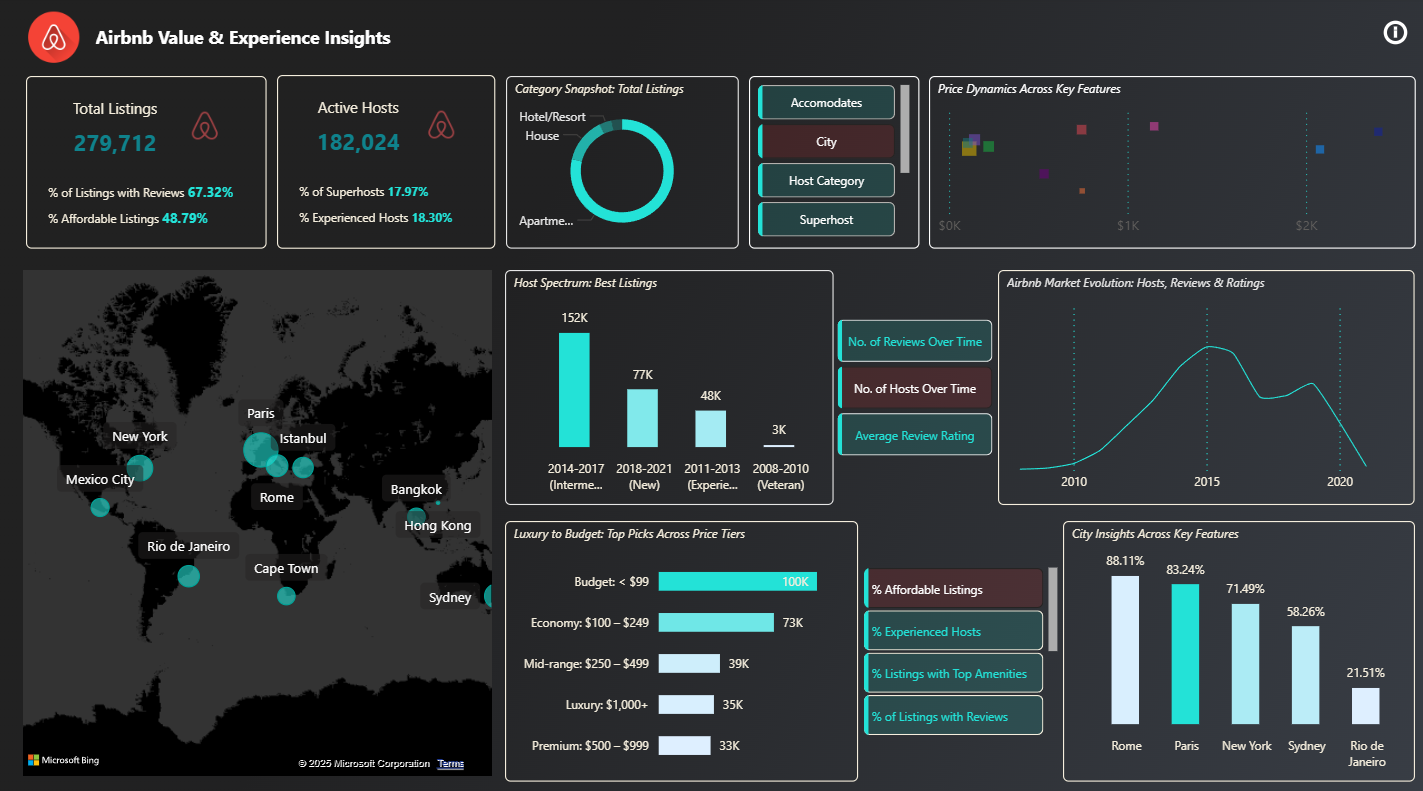 Airbnb Value & Experience Insights
Total Listings
279,712
% of Listings with Reviews 67.32%
% Affordable Listings 48.79%
Active Hosts
182,024
% of Superhosts 17.97%
% Experienced Hosts 18.30%
Category Snapshot: Total Listings
Hotel/Resort
House
Apartme...
Accomodates
City
Host Category
Superhost
Price Dynamics Across Key Features
$0K
$1K
$2K
Paris
New York
Istanbul
Mexico City
Rome
Bangkok
Hong Kong
Rio de Janeiro
Cape Town
Sydney
Microsoft Bing
© 2025 Microsoft Corporation Terms
Host Spectrum: Best Listings
152K
77K
48K
3K
2014-2017
(Interme...
2018-2021
(New)
2011-2013
(Experie...
2008-2010
(Veteran)
No. of Reviews Over Time
No. of Hosts Over Time
Average Review Rating
Airbnb Market Evolution: Hosts, Reviews & Ratings
2010
2015
2020
Luxury to Budget: Top Picks Across Price Tiers
Budget: < $99
100K
Economy: $100 – $249
73K
Mid-range: $250 – $499
39K
Luxury: $1,000+
35K
Premium: $500 – $999
33K
% Affordable Listings
% Experienced Hosts
% Listings with Top Amenities
% of Listings with Reviews
City Insights Across Key Features
88.11%
83.24%
71.49%
58.26%
21.51%
Rome
Paris
New York
Sydney
Rio de
Janeiro